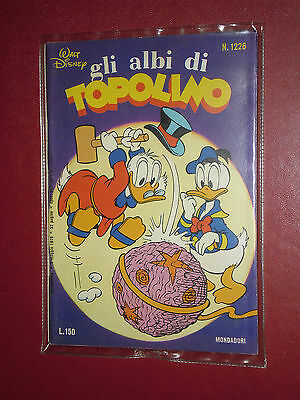 WALT DISNEY
gli albi di
N. 1226
TOPOLINO
L.150
MONDADORI